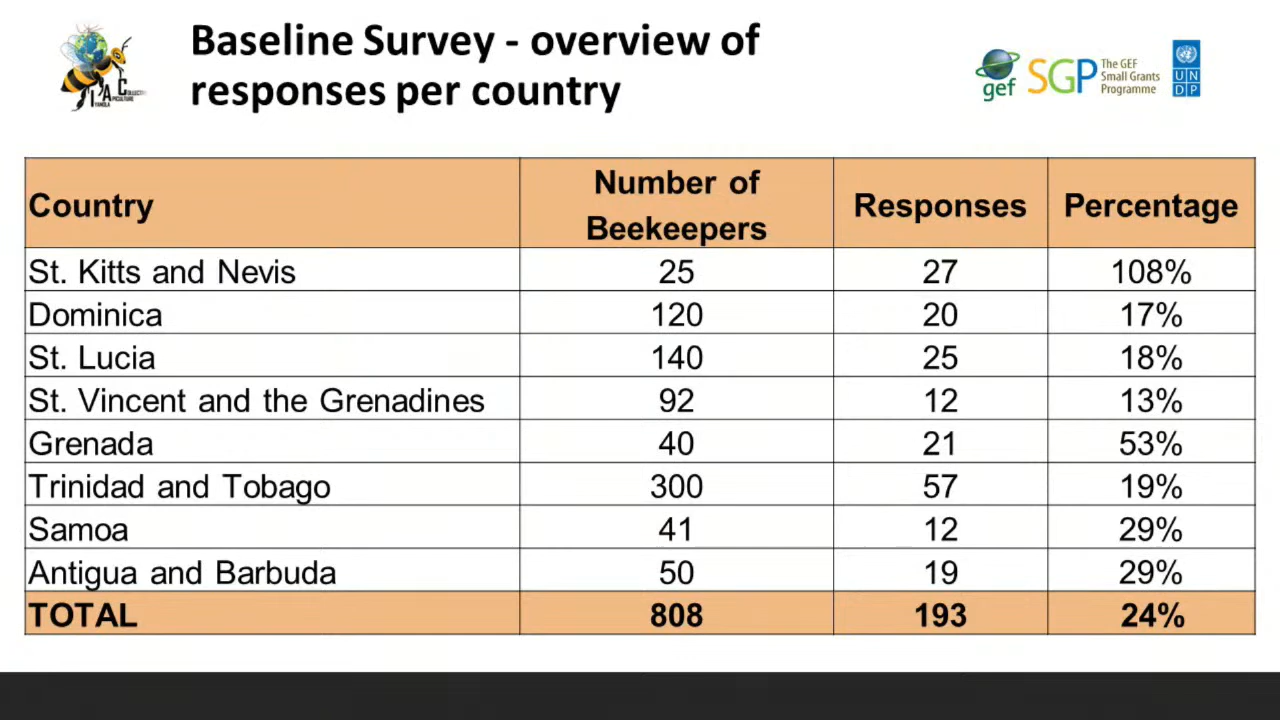 Baseline Survey - overview of
responses per country
IYANOLA APICULTURE COLLECTIVE
gef
SGP
The GEF
Small Grants
Programme
U N
D P
Country Number of Beekeepers Responses Percentage
St. Kitts and Nevis 25 27 108%
Dominica 120 20 17%
St. Lucia 140 25 18%
St. Vincent and the Grenadines 92 12 13%
Grenada 40 21 53%
Trinidad and Tobago 300 57 19%
Samoa 41 12 29%
Antigua and Barbuda 50 19 29%
TOTAL 808 193 24%